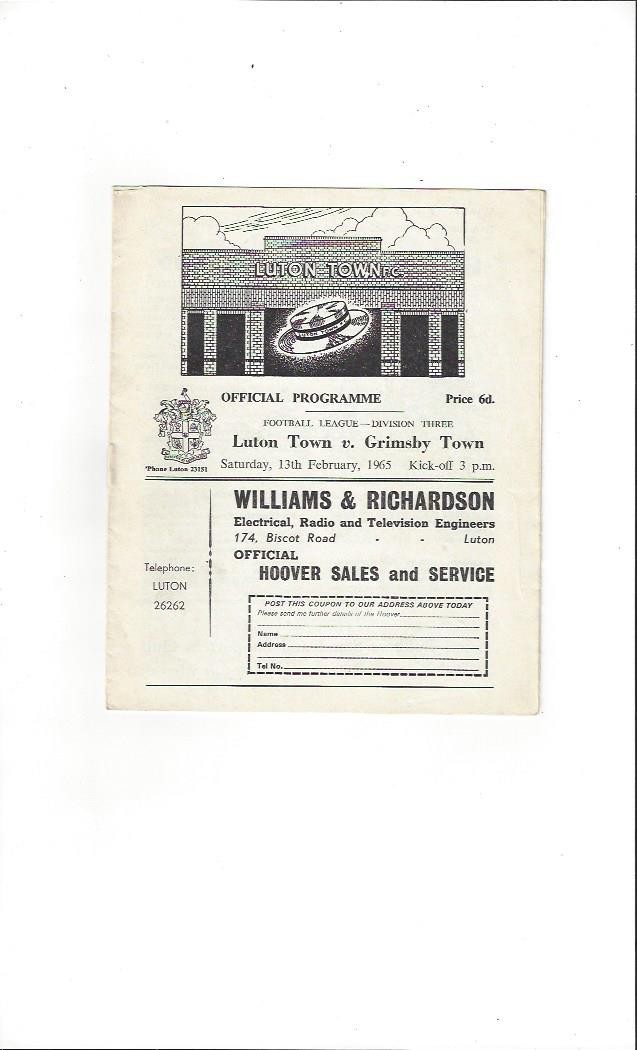 LUTON TOWN F.C.
LUTON TOWN
OFFICIAL PROGRAMME Price 6d.
FOOTBALL LEAGUE—DIVISION THREE
Luton Town v. Grimsby Town
Saturday, 13th February, 1965 Kick-off 3 p.m.
'Phone Luton 23151
WILLIAMS & RICHARDSON
Electrical, Radio and Television Engineers
174, Biscot Road - - Luton
OFFICIAL
HOOVER SALES and SERVICE
Telephone:
LUTON
26262
POST THIS COUPON TO OUR ADDRESS ABOVE TODAY
Please send me further details of the Hoover
Name
Address
Tel No.